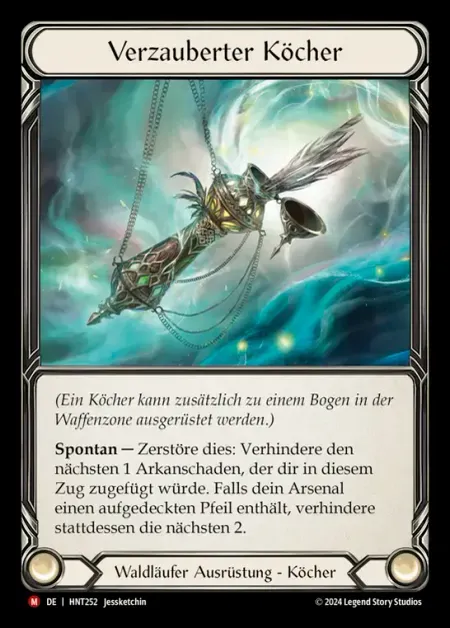 Verzauberter Köcher
(Ein Köcher kann zusätzlich zu einem Bogen in der
Waffenzone ausgerüstet werden.)
Spontan — Zerstöre dies: Verhindere den
nächsten 1 Arkanschaden, der dir in diesem
Zug zugefügt würde. Falls dein Arsenal
einen aufgedeckten Pfeil enthält, verhindere
stattdessen die nächsten 2.
Waldläufer Ausrüstung - Köcher
M DE | HNT252 Jessketchin © 2024 Legend Story Studios